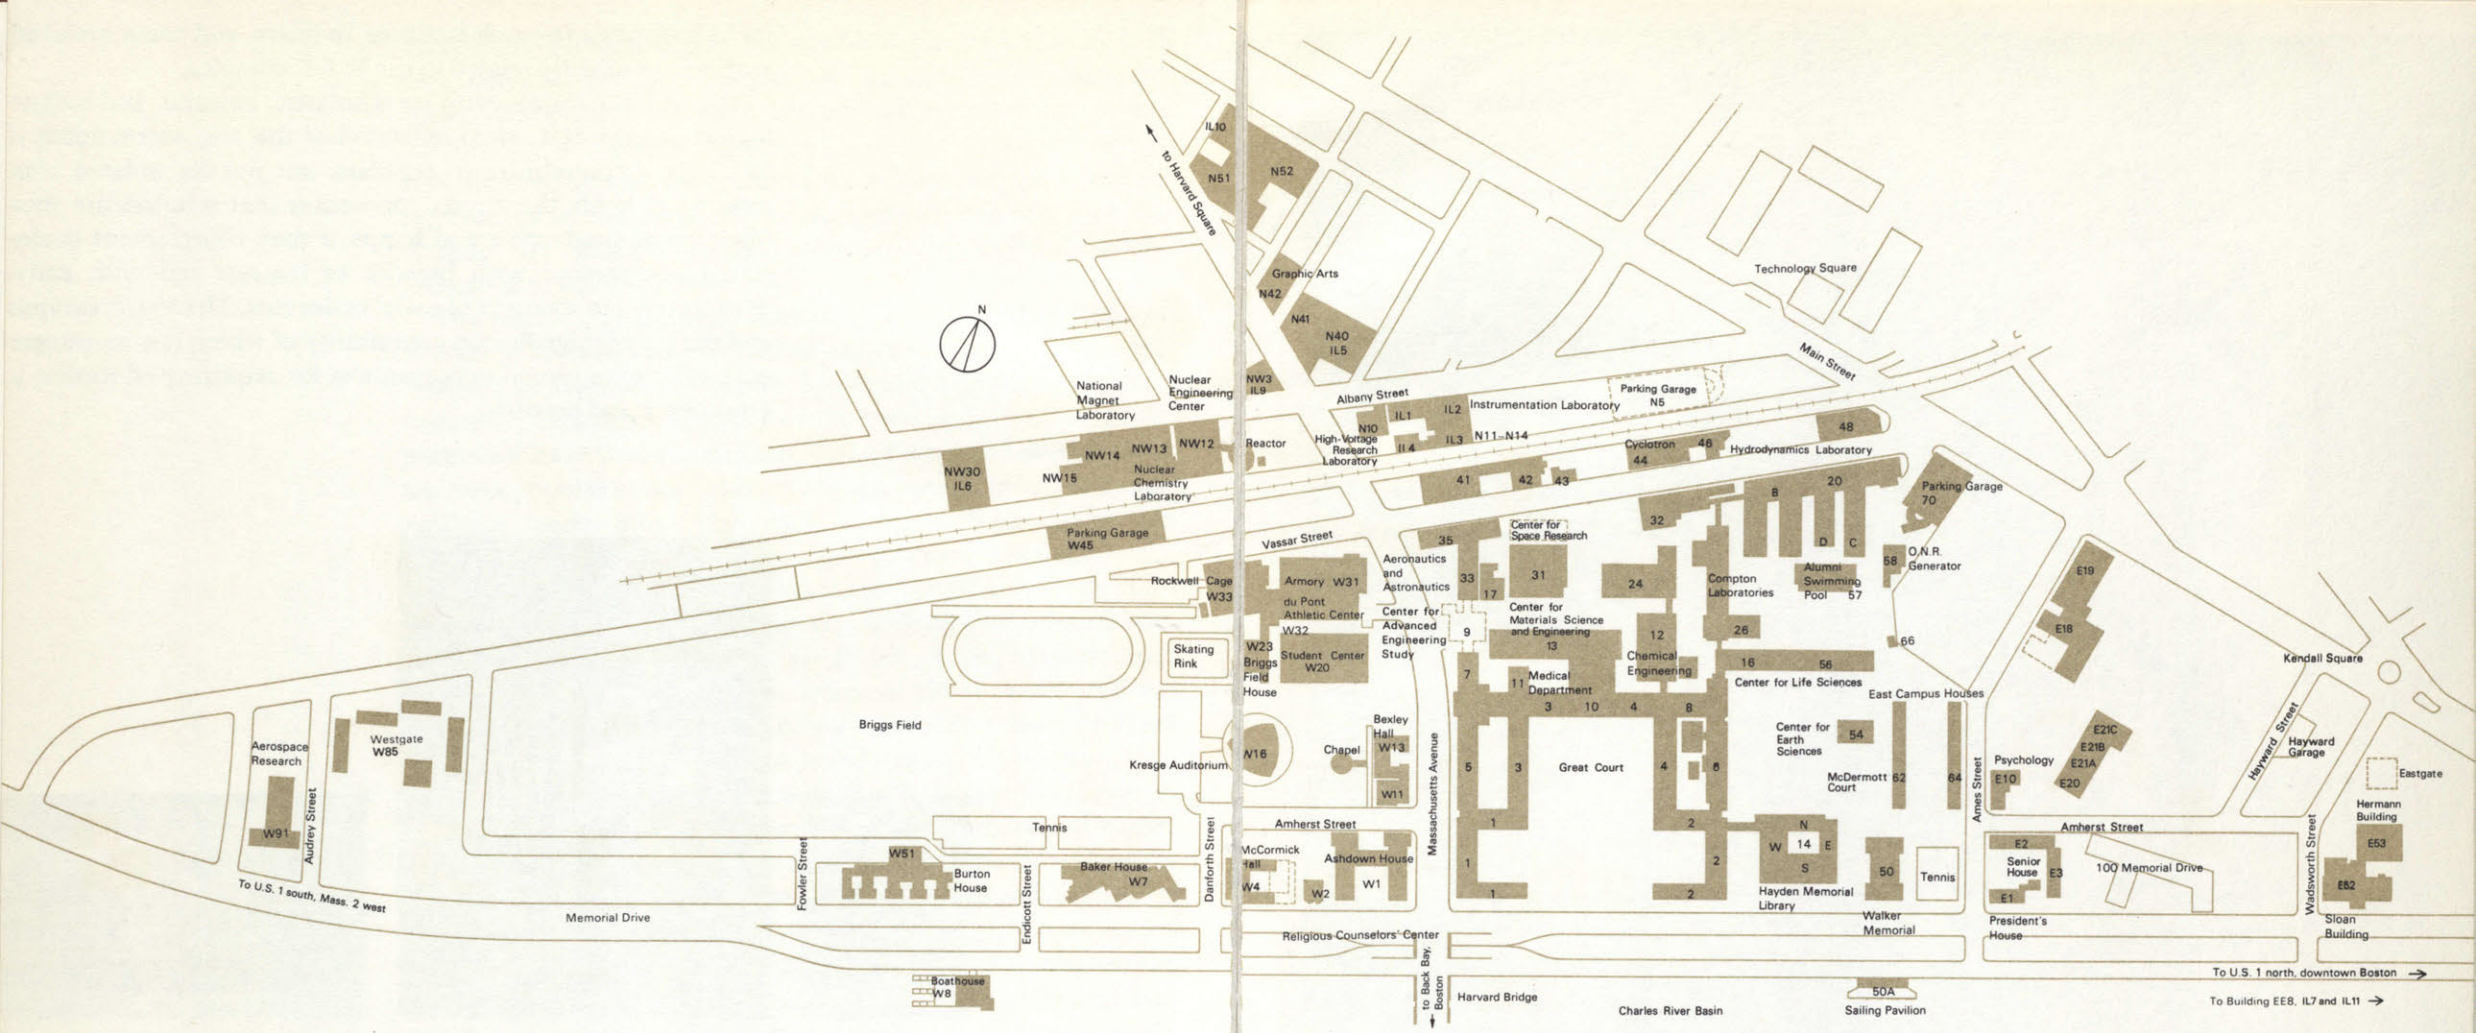 IL10
N51
N52
to Harvard Square
Graphic Arts
N42
N41
N40
IL5
Technology Square
N
Main Street
National
Magnet
Laboratory
Nuclear
Engineering
Center
NW3
IL9
Albany Street
Parking Garage
N5
IL1
IL2
Instrumentation Laboratory
N10
High-Voltage
Research
Laboratory
IL4
IL3
N11-N14
Reactor
NW12
NW13
NW14
NW15
Nuclear
Chemistry
Laboratory
NW30
IL6
Cyclotron
44
46
48
Hydrodynamics Laboratory
41
42
43
Parking Garage
W45
Vassar Street
32
B
20
D
C
Parking Garage
70
35
Center for
Space Research
Aeronautics
and
Astronautics
33
17
31
24
Compton
Laboratories
Alumni
Swimming
Pool 57
58
O.N.R.
Generator
Rockwell Cage
W33
Armory W31
du Pont
Athletic Center
W32
Center for
Advanced
Engineering
Study
9
Center for
Materials Science
and Engineering
13
12
26
66
E19
E18
Kendall Square
Skating
Rink
W23
Briggs
Field
House
Student Center
W20
7
11
Medical
Department
Chemical
Engineering
16
56
Center for Life Sciences
East Campus Houses
3
10
4
8
Briggs Field
Westgate
W85
Aerospace
Research
W91
Audrey Street
Kresge Auditorium
W16
Bexley
Hall
W13
Chapel
W11
Massachusetts Avenue
5
3
Great Court
4
6
Center for
Earth
Sciences
54
McDermott
Court
62
64
Ames Street
Psychology
E10
E21C
E21B
E21A
E20
Hayward Street
Hayward
Garage
Eastgate
Hermann
Building
E53
Tennis
Amherst Street
Danforth Street
McCormick
Hall
W4
Ashdown House
W1
W2
1
1
1
2
2
2
N
W
14
E
S
Hayden Memorial
Library
50
Tennis
Walker
Memorial
E2
Senior
House
E3
E1
President's
House
Amherst Street
100 Memorial Drive
Wadsworth Street
E52
Sloan
Building
To U.S. 1 south, Mass. 2 west
Memorial Drive
Fowler Street
W51
Burton
House
Endicott Street
Baker House
W7
Religious Counselors' Center
Boathouse
W8
to Back Bay,
Boston
Harvard Bridge
Charles River Basin
50A
Sailing Pavilion
To U.S. 1 north, downtown Boston
To Building EE8, IL7 and IL11